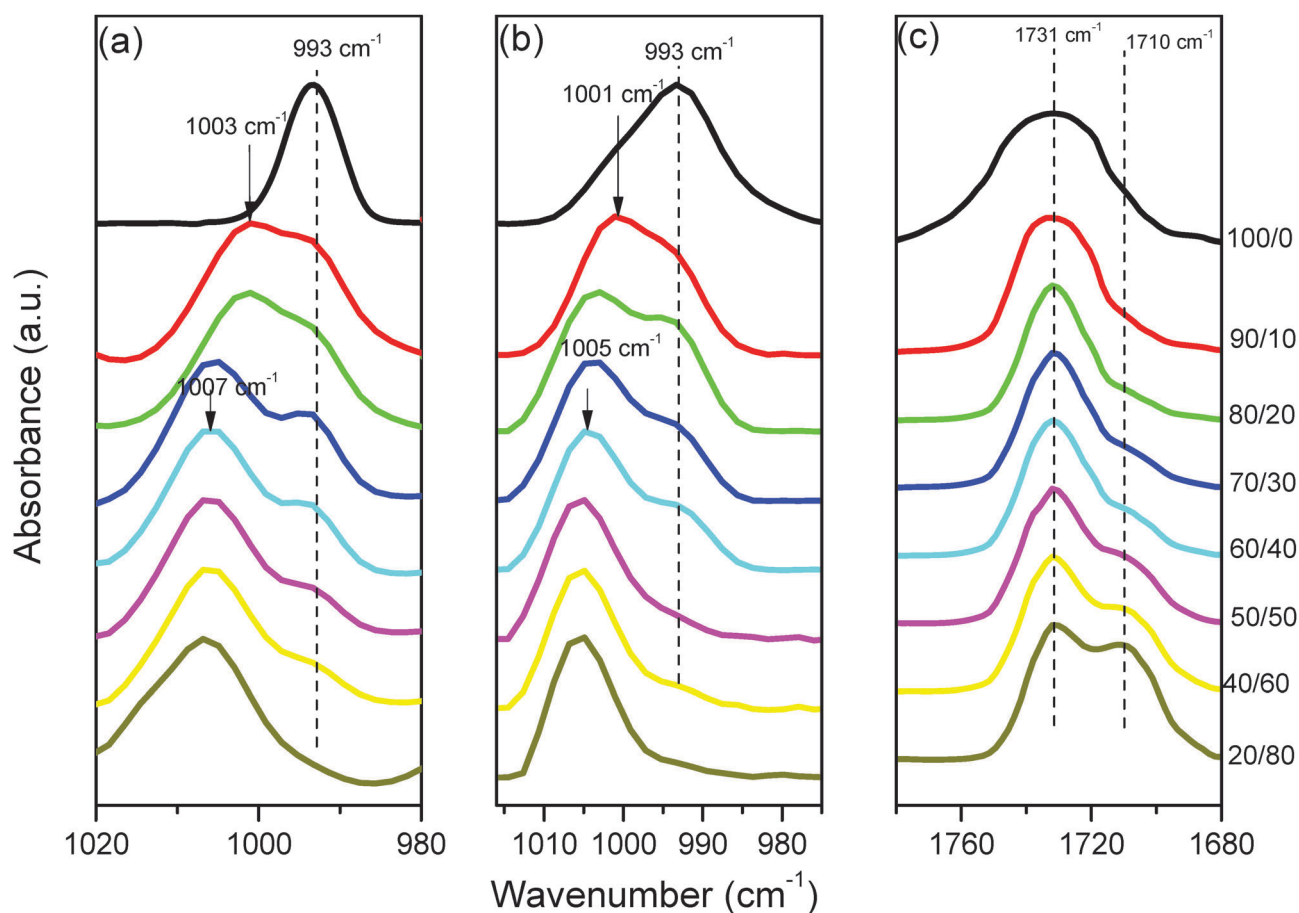 (a)
993 cm⁻¹
1003 cm⁻¹
1007 cm⁻¹
(b)
993 cm⁻¹
1001 cm⁻¹
1005 cm⁻¹
(c)
1731 cm⁻¹
1710 cm⁻¹
100/0
90/10
80/20
70/30
60/40
50/50
40/60
20/80
Absorbance (a.u.)
1020 1000 980
1010 1000 990 980
1760 1720 1680
Wavenumber (cm⁻¹)